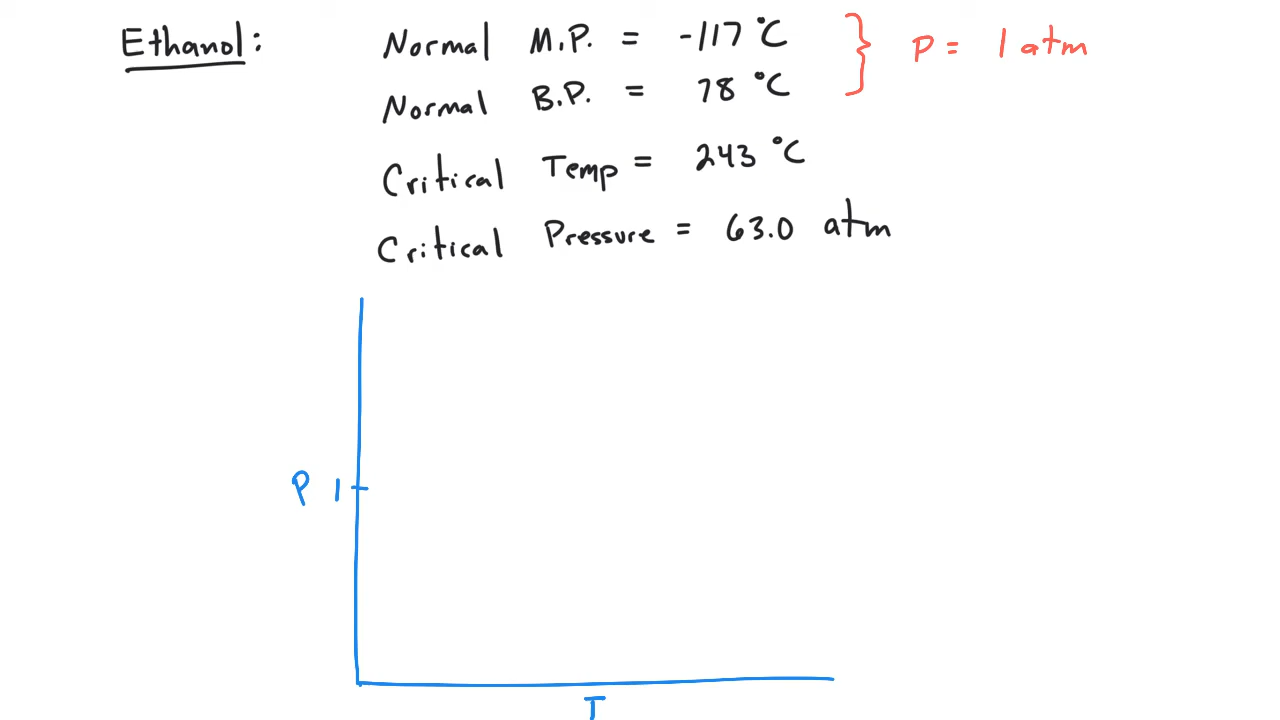 Ethanol: Normal M.P. = -117 °C } P = 1 atm
Normal B.P. = 78 °C
Critical Temp = 243 °C
Critical Pressure = 63.0 atm
P 1
T